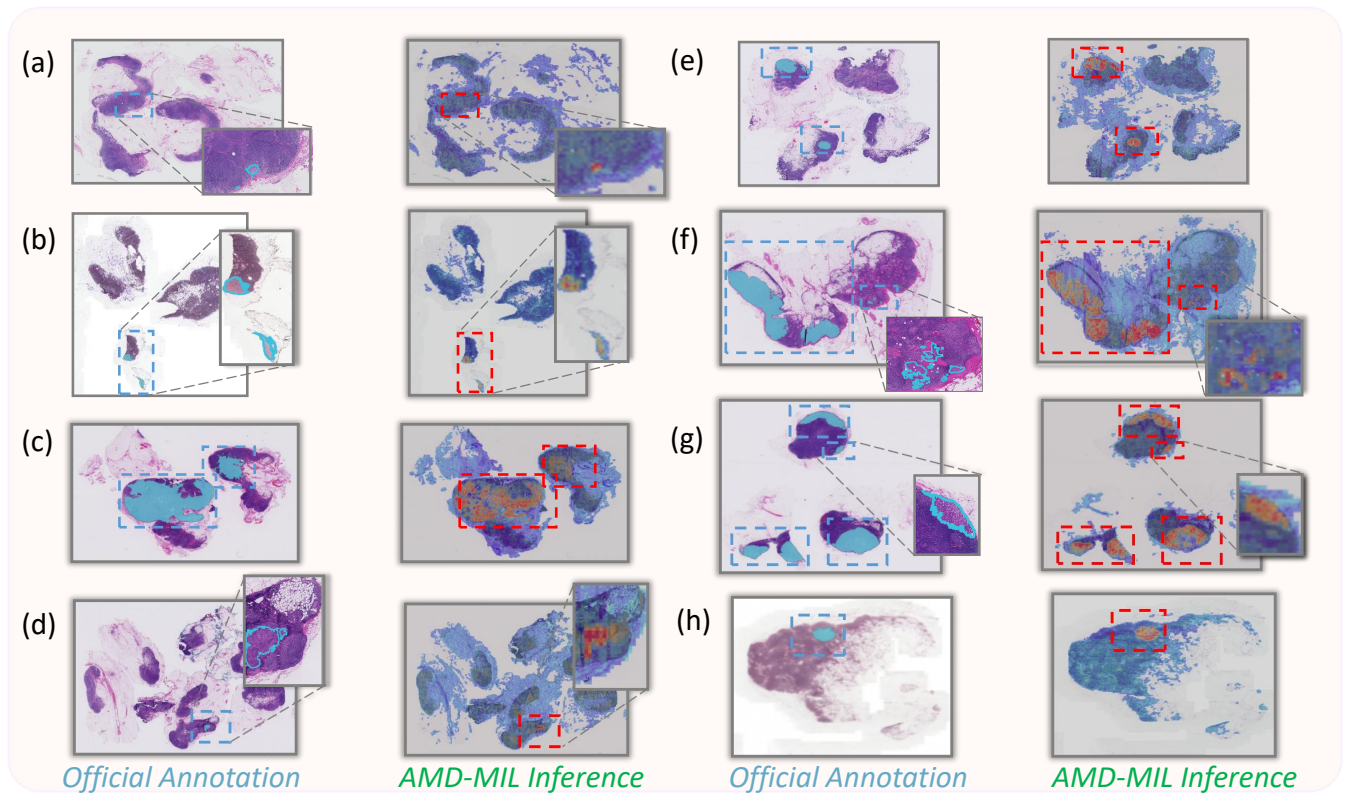 (a)
(b)
(c)
(d)
Official Annotation
AMD-MIL Inference
(e)
(f)
(g)
(h)
Official Annotation
AMD-MIL Inference